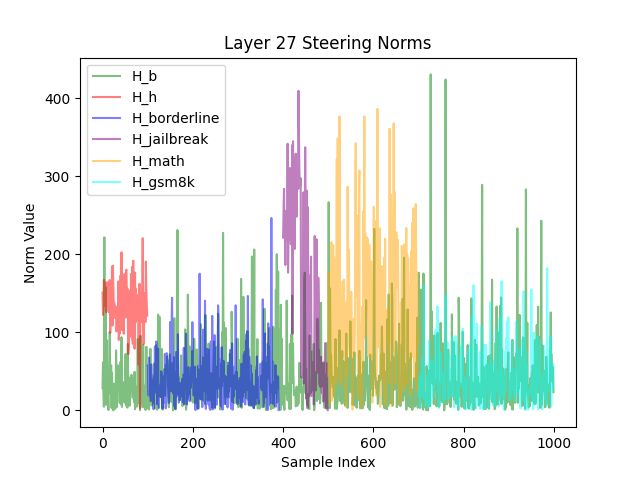 Layer 27 Steering Norms
H_b
H_h
H_borderline
H_jailbreak
H_math
H_gsm8k
Norm Value
400
300
200
100
0
0
200
400
600
800
1000
Sample Index